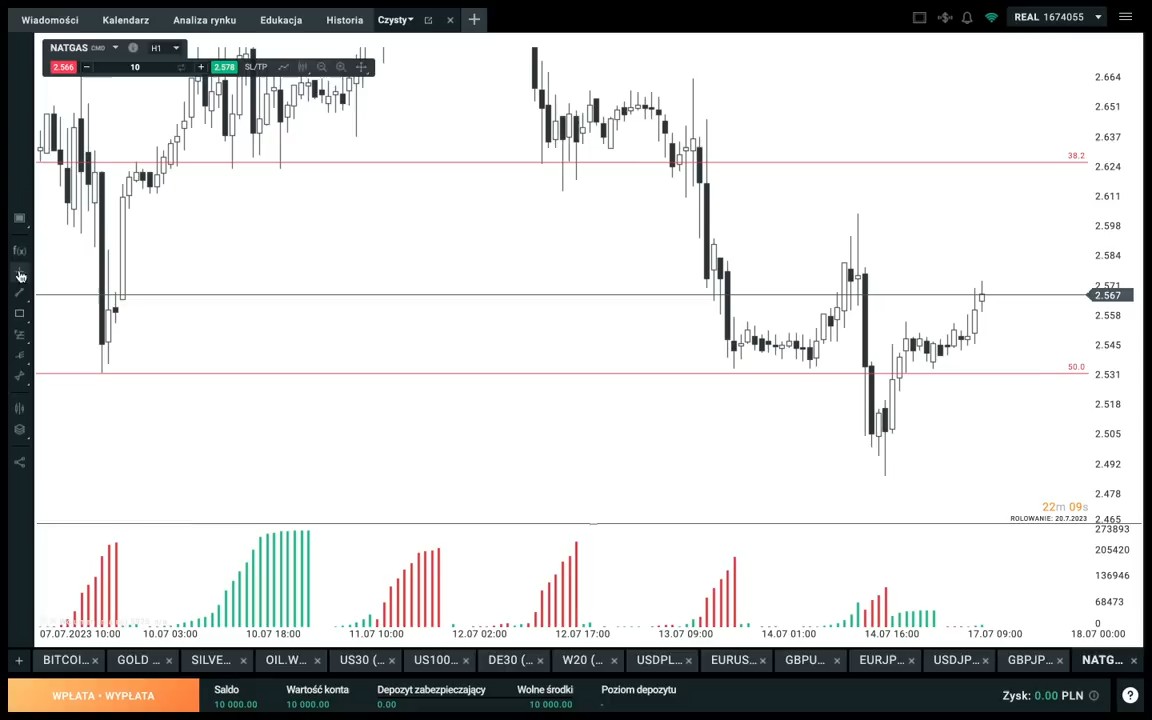 Wiadomości Kalendarz Analiza rynku Edukacja Historia Czysty REAL 1674055
NATGAS CMD H1
2.566 10 2.578 SL/TP
2.664
2.651
2.637
38.2
2.624
2.611
2.598
2.584
2.571
2.567
2.558
2.545
50.0
2.531
2.518
2.505
2.492
2.478
22m 09s
ROLOWANIE: 20.7.2023
2.465
273893
205420
136946
68473
0
f(x)
07.07.2023 10:00 10.07 03:00 10.07 18:00 11.07 10:00 12.07 02:00 12.07 17:00 13.07 09:00 14.07 01:00 14.07 16:00 17.07 09:00 18.07 00:00
BITCOI... GOLD ... SILVE... OIL.W... US30 (... US100... DE30 (... W20 (... USDPL... EURUS... GBPU... EURJP... USDJP... GBPJP... NATG...
WPŁATA • WYPŁATA
Saldo Wartość konta Depozyt zabezpieczający Wolne środki Poziom depozytu
10 000.00 10 000.00 0.00 10 000.00 -
Zysk: 0.00 PLN